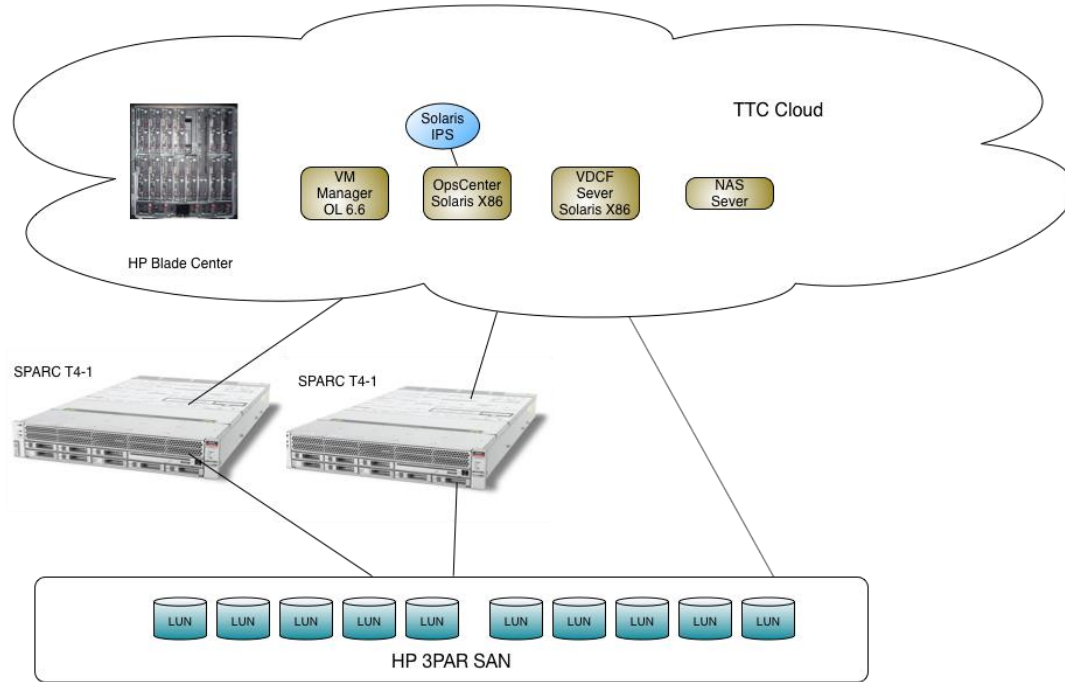 TTC Cloud
Solaris
IPS
VM
Manager
OL 6.6
OpsCenter
Solaris X86
VDCF
Sever
Solaris X86
NAS
Sever
HP Blade Center
SPARC T4-1
SPARC T4-1
LUN
LUN
LUN
LUN
LUN
LUN
LUN
LUN
LUN
LUN
HP 3PAR SAN